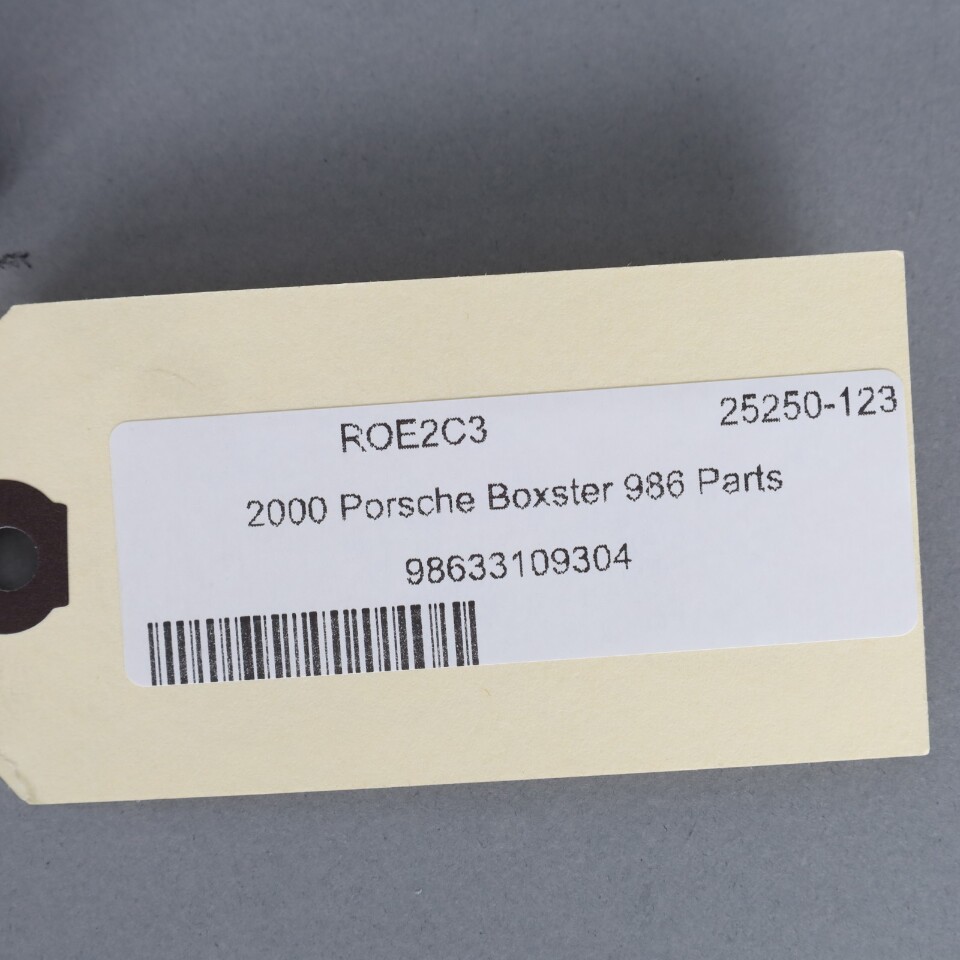 ROE2C3 25250-123
2000 Porsche Boxster 986 Parts
98633109304